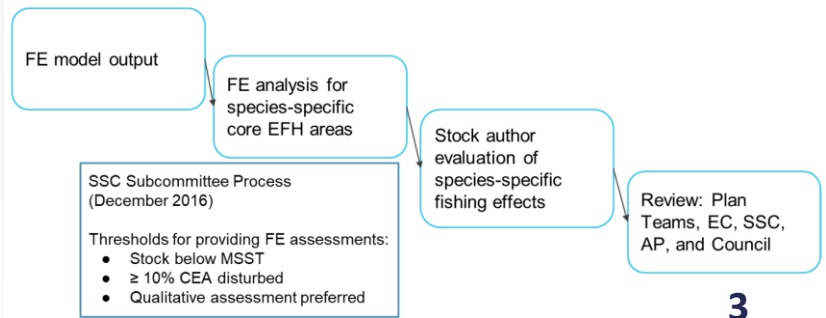 FE model output
FE analysis for
species-specific
core EFH areas
SSC Subcommittee Process
(December 2016)
Thresholds for providing FE assessments:
● Stock below MSST
● ≥ 10% CEA disturbed
● Qualitative assessment preferred
Stock author
evaluation of
species-specific
fishing effects
Review: Plan
Teams, EC, SSC,
AP, and Council
3